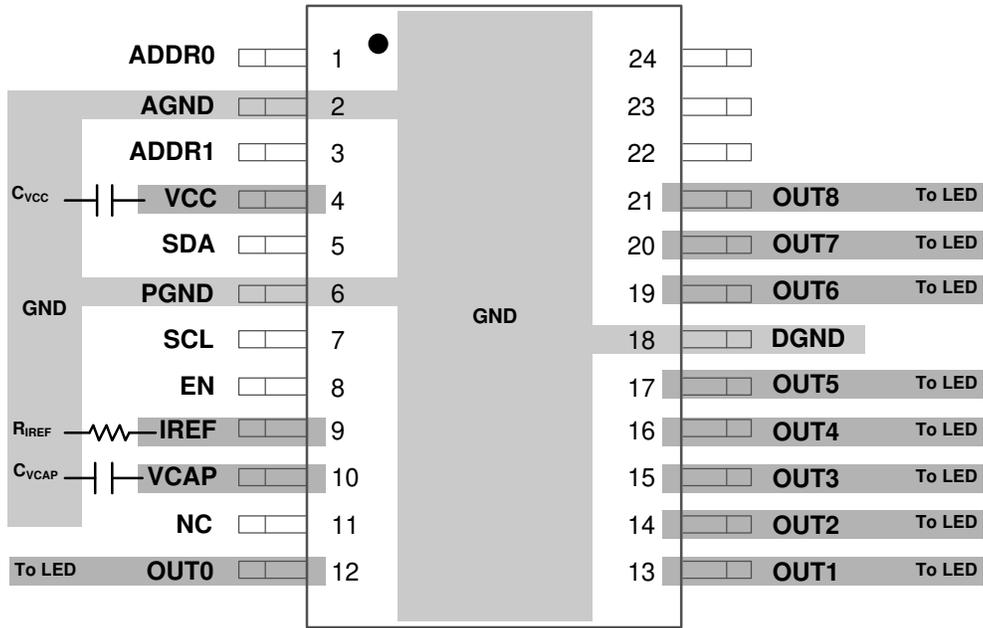 ADDR0 1 24
AGND 2 23
ADDR1 3 22
CVCC VCC 4 21 OUT8 To LED
SDA 5 20 OUT7 To LED
GND PGND 6 GND 19 OUT6 To LED
SCL 7 18 DGND
EN 8 17 OUT5 To LED
RIREF IREF 9 16 OUT4 To LED
CVCAP VCAP 10 15 OUT3 To LED
NC 11 14 OUT2 To LED
To LED OUT0 12 13 OUT1 To LED